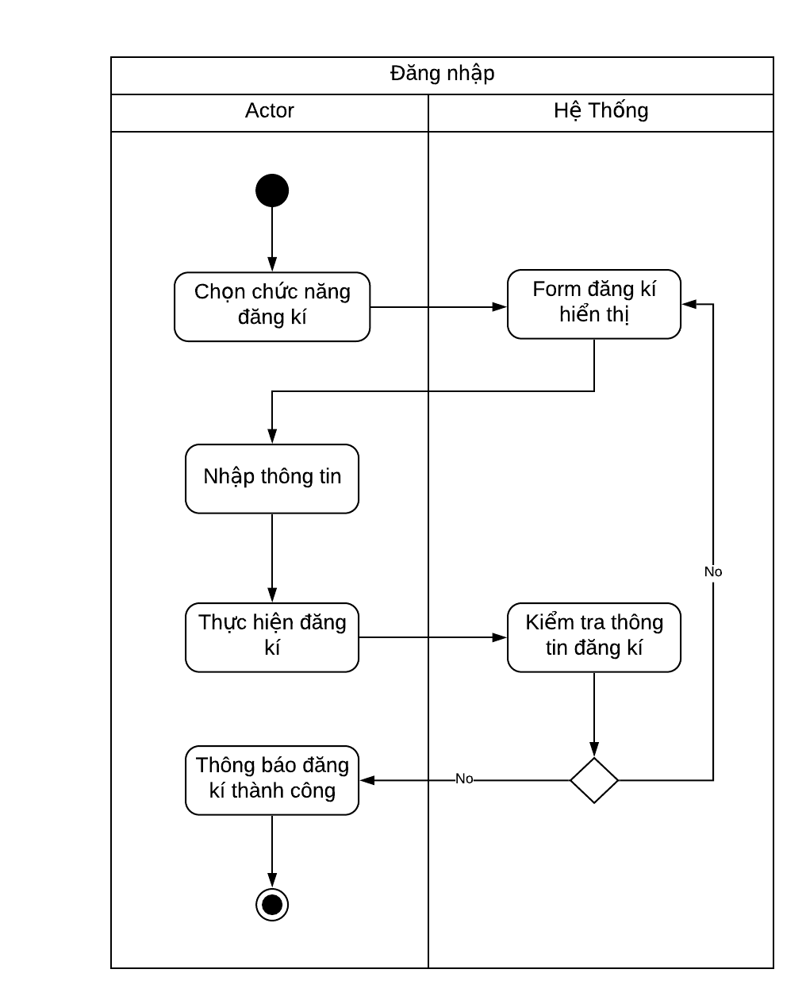 Đăng nhập
Actor
Hệ Thống
Chọn chức năng
đăng kí
Form đăng kí
hiển thị
Nhập thông tin
No
Thực hiện đăng
kí
Kiểm tra thông
tin đăng kí
Thông báo đăng
kí thành công
No